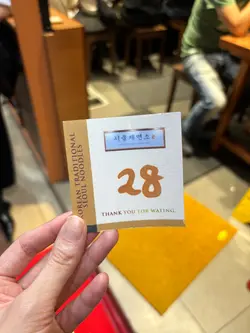 KOREAN TRADITIONAL
SEOUL NOODLES
28
THANK YOU FOR WAITING.